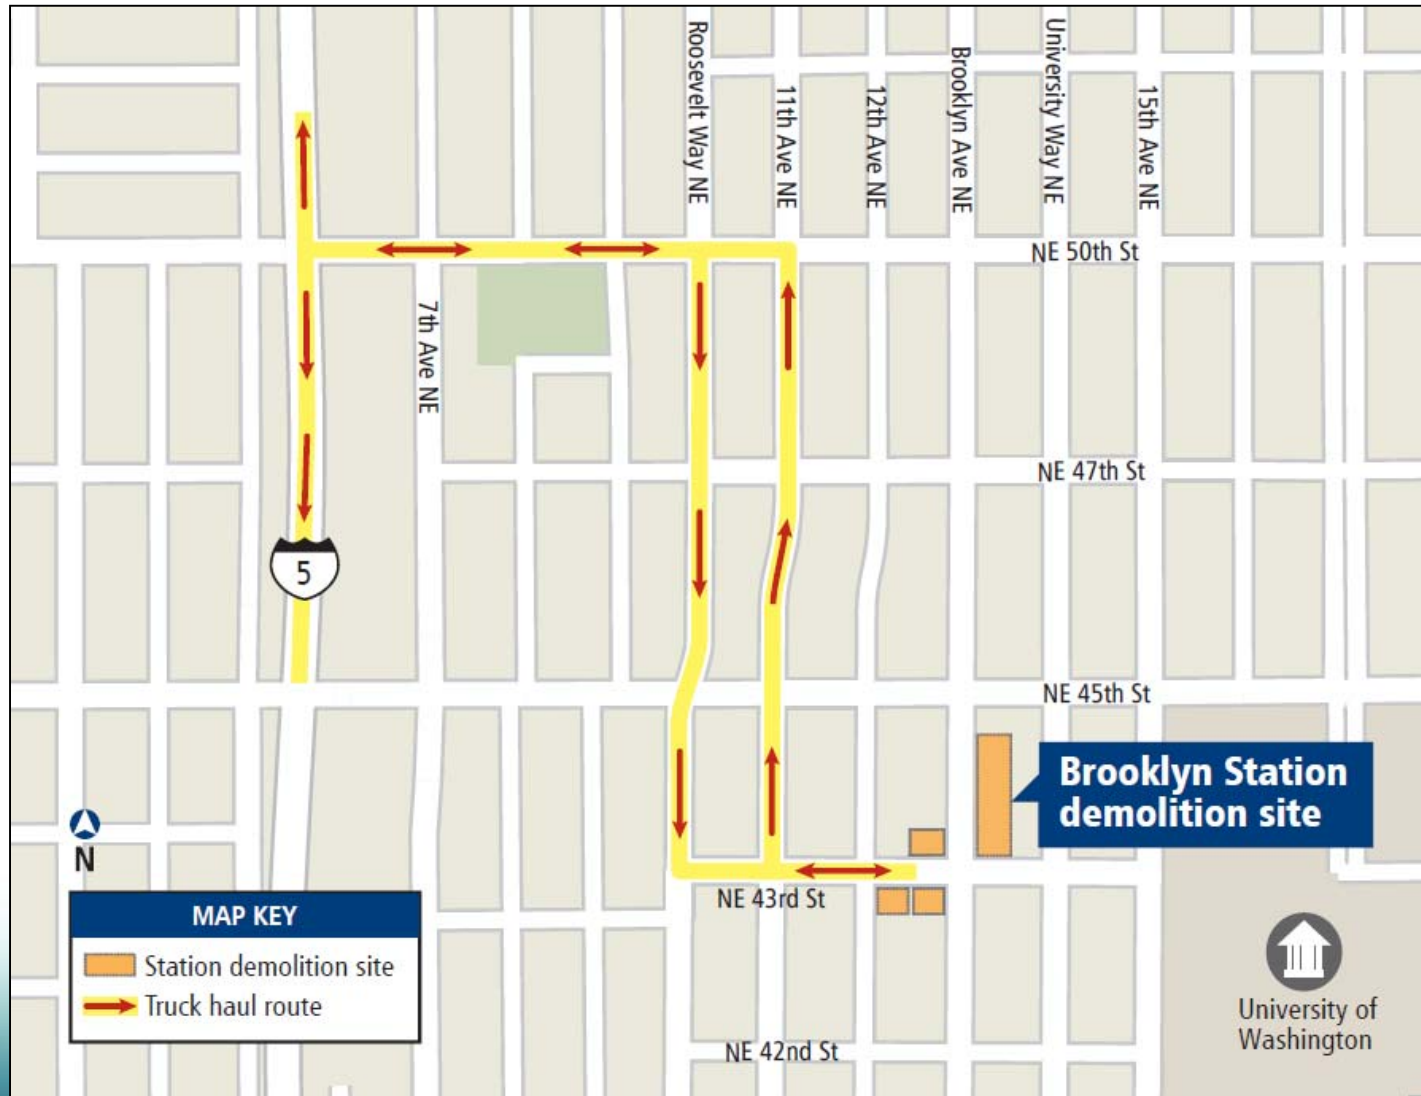 Roosevelt Way NE
11th Ave NE
12th Ave NE
Brooklyn Ave NE
University Way NE
15th Ave NE
NE 50th St
7th Ave NE
NE 47th St
5
NE 45th St
Brooklyn Station
demolition site
N
NE 43rd St
MAP KEY
Station demolition site
Truck haul route
University of
Washington
NE 42nd St